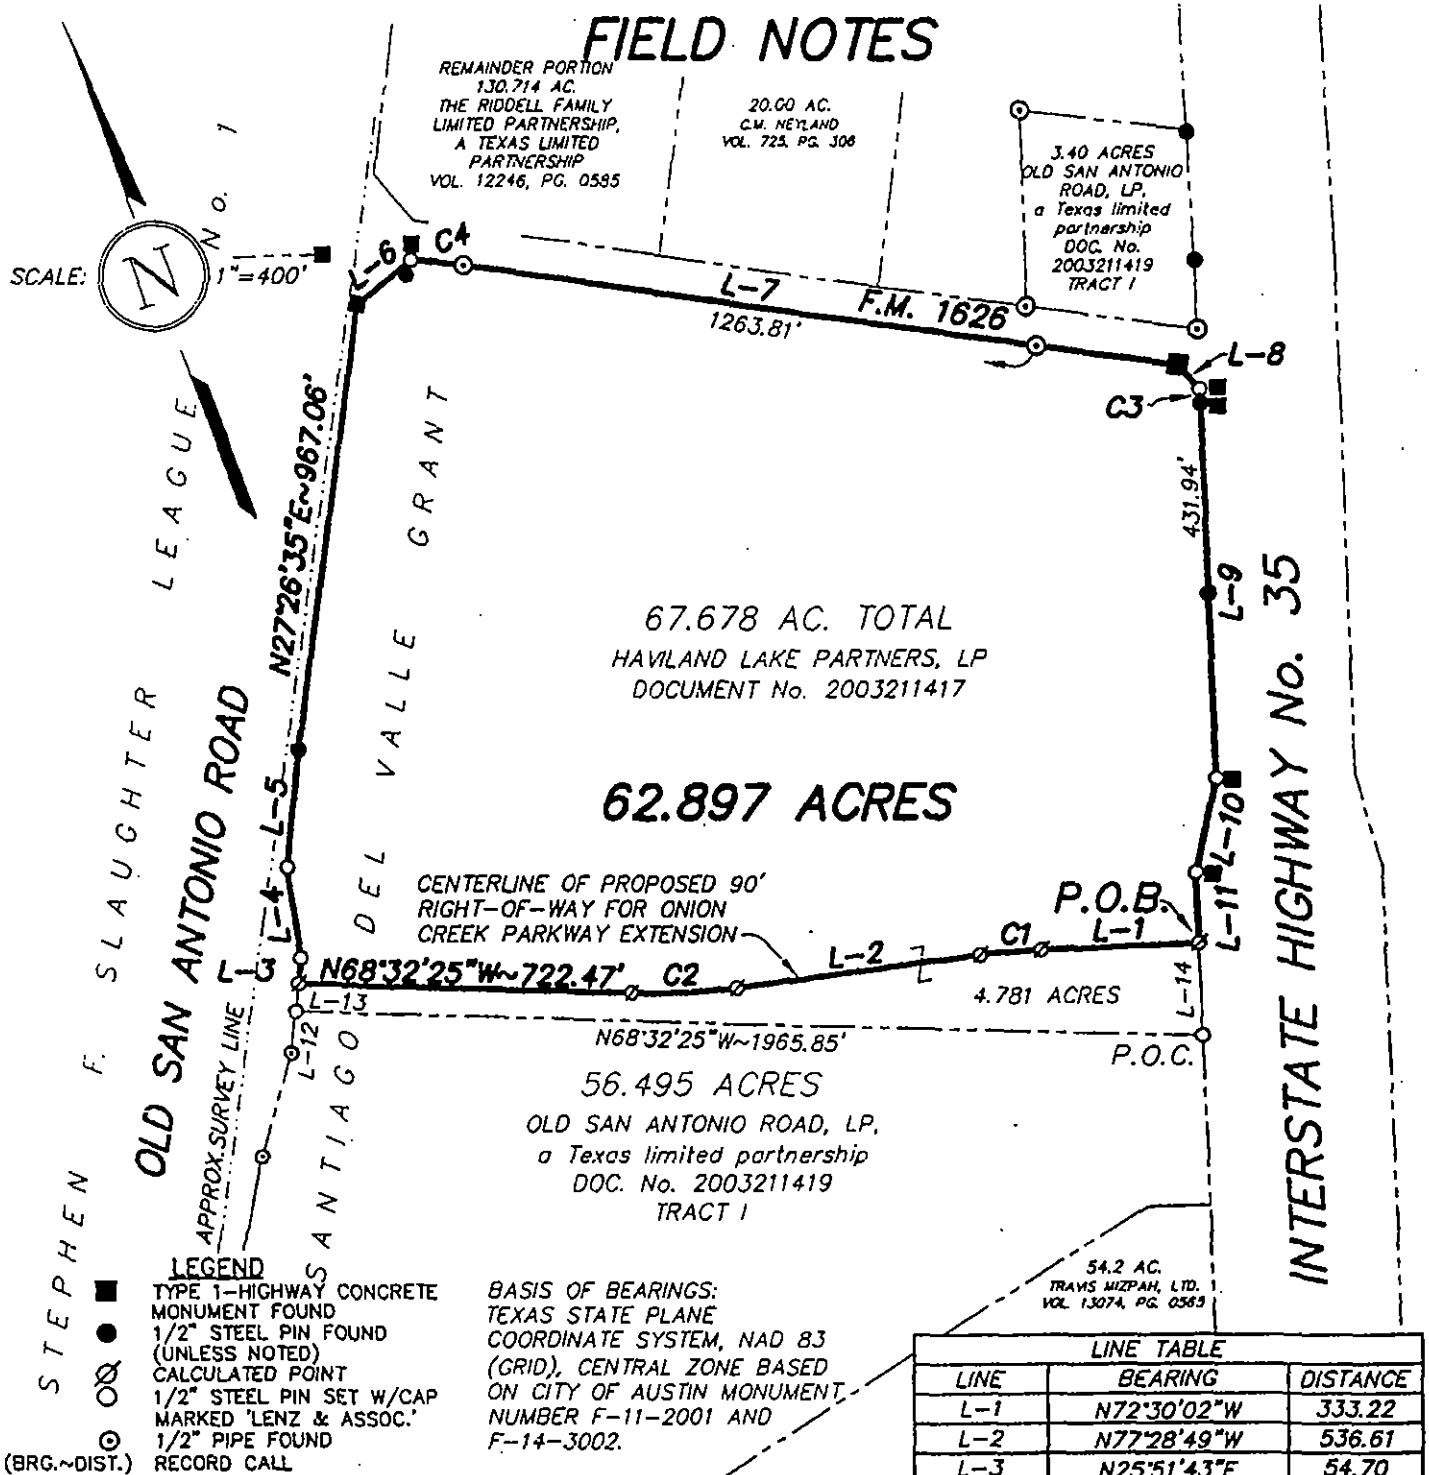 FIELD NOTES
REMAINDER PORTION
130.714 AC.
THE RIDDELL FAMILY
LIMITED PARTNERSHIP,
A TEXAS LIMITED
PARTNERSHIP
VOL. 12246, PG. 0585
20.00 AC.
C.M. NEYLAND
VOL. 725, PG. 306
3.40 ACRES
OLD SAN ANTONIO
ROAD, LP,
a Texas limited
partnership
DOC. No.
2003211419
TRACT I
SCALE:
N
1"=400'
L-6
C4
L-7
1263.81'
F.M. 1626
L-8
C3
431.94'
L-9
N27°26'35"E~967.06'
67.678 AC. TOTAL
HAVILAND LAKE PARTNERS, LP
DOCUMENT No. 2003211417
62.897 ACRES
CENTERLINE OF PROPOSED 90'
RIGHT-OF-WAY FOR ONION
CREEK PARKWAY EXTENSION
L-5
L-4
L-3
L-10
L-11
P.O.B.
C1
L-1
L-2
N68°32'25"W~722.47'
C2
L-13
L-12
L-14
4.781 ACRES
N68°32'25"W~1965.85'
P.O.C.
56.495 ACRES
OLD SAN ANTONIO ROAD, LP,
a Texas limited partnership
DOC. No. 2003211419
TRACT I
STEPHEN F. SLAUGHTER LEAGUE No. 1
OLD SAN ANTONIO ROAD
APPROX. SURVEY LINE
SANTIAGO DEL VALLE GRANT
INTERSTATE HIGHWAY No. 35
54.2 AC.
TRAVIS MIZPAH, LTD.
VOL. 13074, PG. 0565
LEGEND
TYPE 1-HIGHWAY CONCRETE
MONUMENT FOUND
1/2" STEEL PIN FOUND
(UNLESS NOTED)
CALCULATED POINT
1/2" STEEL PIN SET W/CAP
MARKED 'LENZ & ASSOC.'
1/2" PIPE FOUND
(BRG.~DIST.) RECORD CALL
BASIS OF BEARINGS:
TEXAS STATE PLANE
COORDINATE SYSTEM, NAD 83
(GRID), CENTRAL ZONE BASED
ON CITY OF AUSTIN MONUMENT
NUMBER F-11-2001 AND
F-14-3002.
LINE TABLE
LINE BEARING DISTANCE
L-1 N72°30'02"W 333.22
L-2 N77°28'49"W 536.61
L-3 N25°51'43"E 54.70